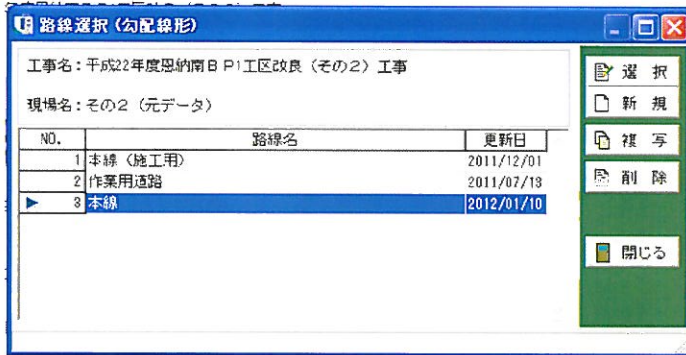 路線選択（勾配線形）
工事名：平成22年度恩納南ＢＰ1工区改良（その２）工事
現場名：その２（元データ）
NO. 路線名 更新日
1 本線（施工用） 2011/12/01
2 作業用道路 2011/07/13
3 本線 2012/01/10
選択
新規
複写
削除
閉じる